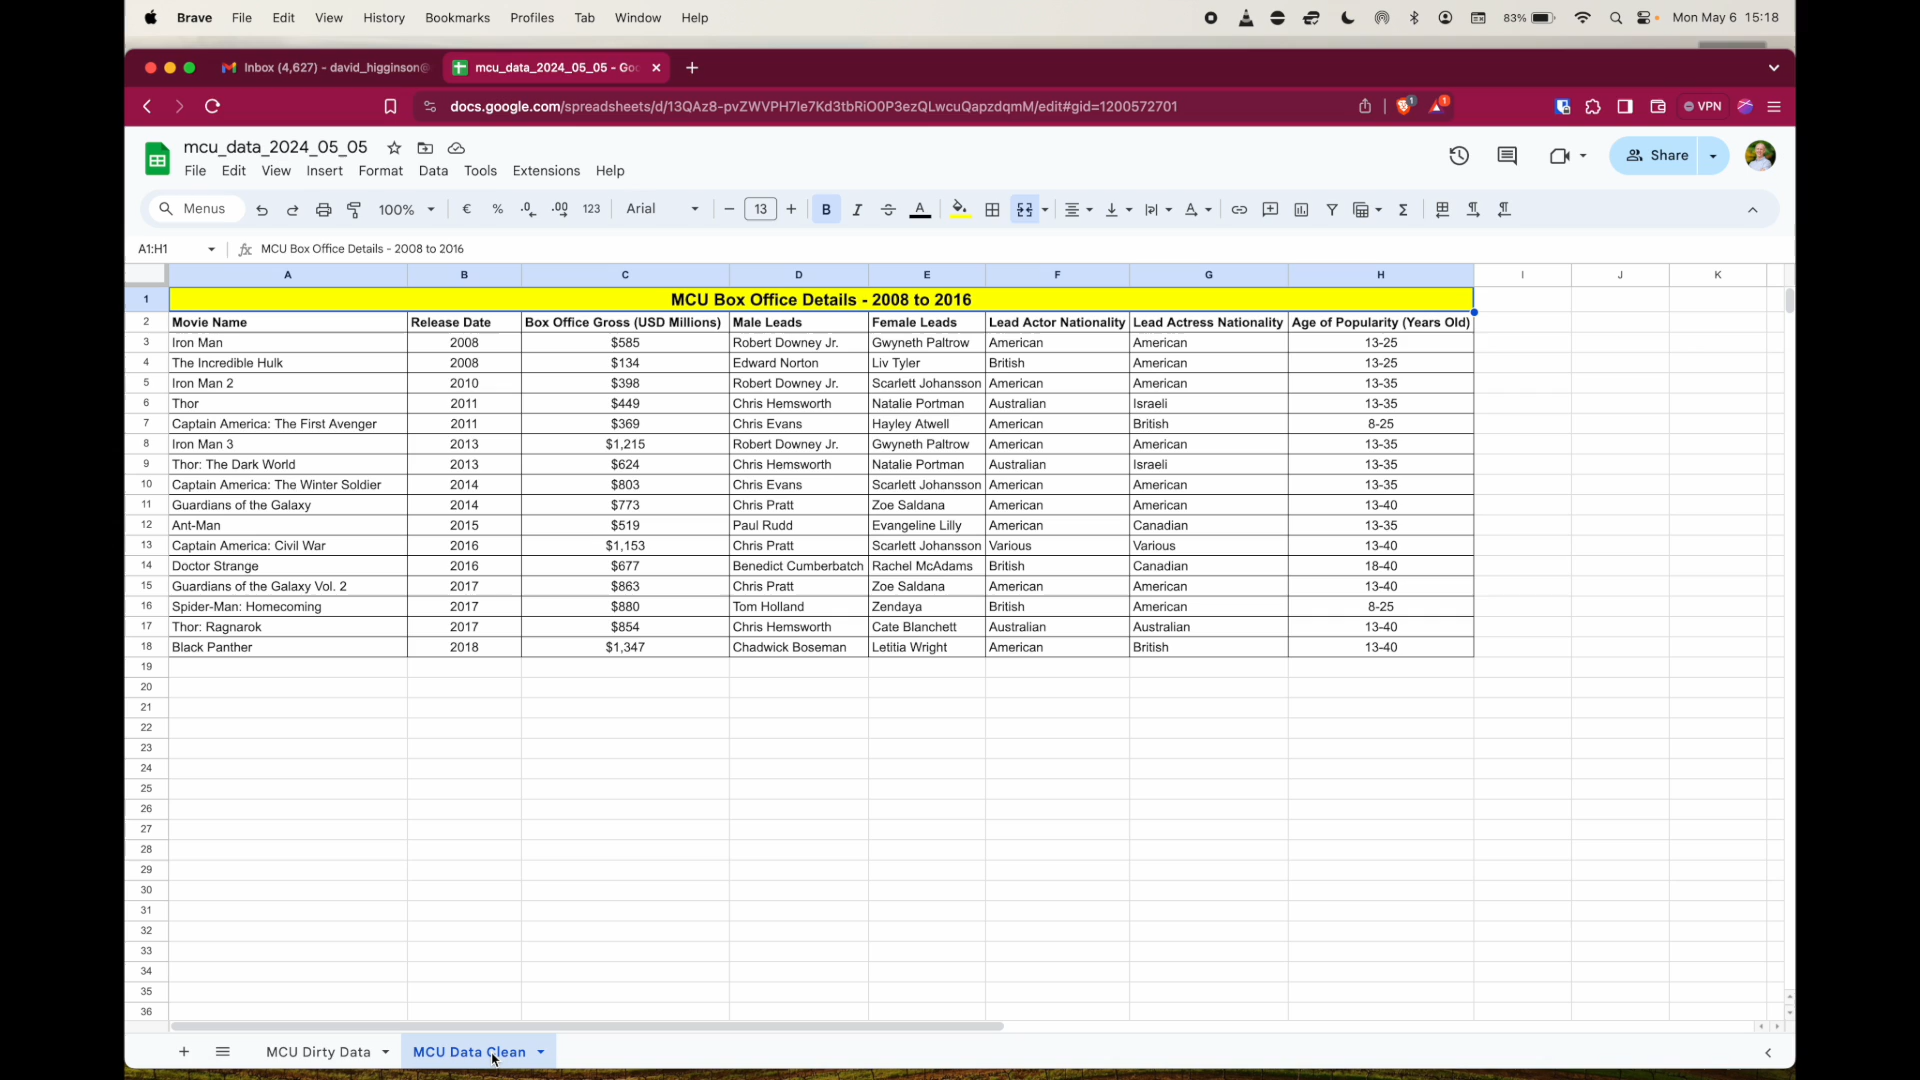 Brave File Edit View History Bookmarks Profiles Tab Window Help 83% Mon May 6 15:18
Inbox (4,627) - david_higginson@ mcu_data_2024_05_05 - Goo
docs.google.com/spreadsheets/d/13QAz8-pvZWVPH7Ie7Kd3tbRiO0P3ezQLwcuQapzdqmM/edit#gid=1200572701 1 1 VPN
mcu_data_2024_05_05
File Edit View Insert Format Data Tools Extensions Help Share
Menus 100% € % .0 .00 123 Arial 13 B I A
A1:H1 fx MCU Box Office Details - 2008 to 2016
A B C D E F G H I J K
1 MCU Box Office Details - 2008 to 2016
2 Movie Name Release Date Box Office Gross (USD Millions) Male Leads Female Leads Lead Actor Nationality Lead Actress Nationality Age of Popularity (Years Old)
3 Iron Man 2008 $585 Robert Downey Jr. Gwyneth Paltrow American American 13-25
4 The Incredible Hulk 2008 $134 Edward Norton Liv Tyler British American 13-25
5 Iron Man 2 2010 $398 Robert Downey Jr. Scarlett Johansson American American 13-35
6 Thor 2011 $449 Chris Hemsworth Natalie Portman Australian Israeli 13-35
7 Captain America: The First Avenger 2011 $369 Chris Evans Hayley Atwell American British 8-25
8 Iron Man 3 2013 $1,215 Robert Downey Jr. Gwyneth Paltrow American American 13-35
9 Thor: The Dark World 2013 $624 Chris Hemsworth Natalie Portman Australian Israeli 13-35
10 Captain America: The Winter Soldier 2014 $803 Chris Evans Scarlett Johansson American American 13-35
11 Guardians of the Galaxy 2014 $773 Chris Pratt Zoe Saldana American American 13-40
12 Ant-Man 2015 $519 Paul Rudd Evangeline Lilly American Canadian 13-35
13 Captain America: Civil War 2016 $1,153 Chris Pratt Scarlett Johansson Various Various 13-40
14 Doctor Strange 2016 $677 Benedict Cumberbatch Rachel McAdams British Canadian 18-40
15 Guardians of the Galaxy Vol. 2 2017 $863 Chris Pratt Zoe Saldana American American 13-40
16 Spider-Man: Homecoming 2017 $880 Tom Holland Zendaya British American 8-25
17 Thor: Ragnarok 2017 $854 Chris Hemsworth Cate Blanchett Australian Australian 13-40
18 Black Panther 2018 $1,347 Chadwick Boseman Letitia Wright American British 13-40
19
20
21
22
23
24
25
26
27
28
29
30
31
32
33
34
35
36
MCU Dirty Data MCU Data Clean